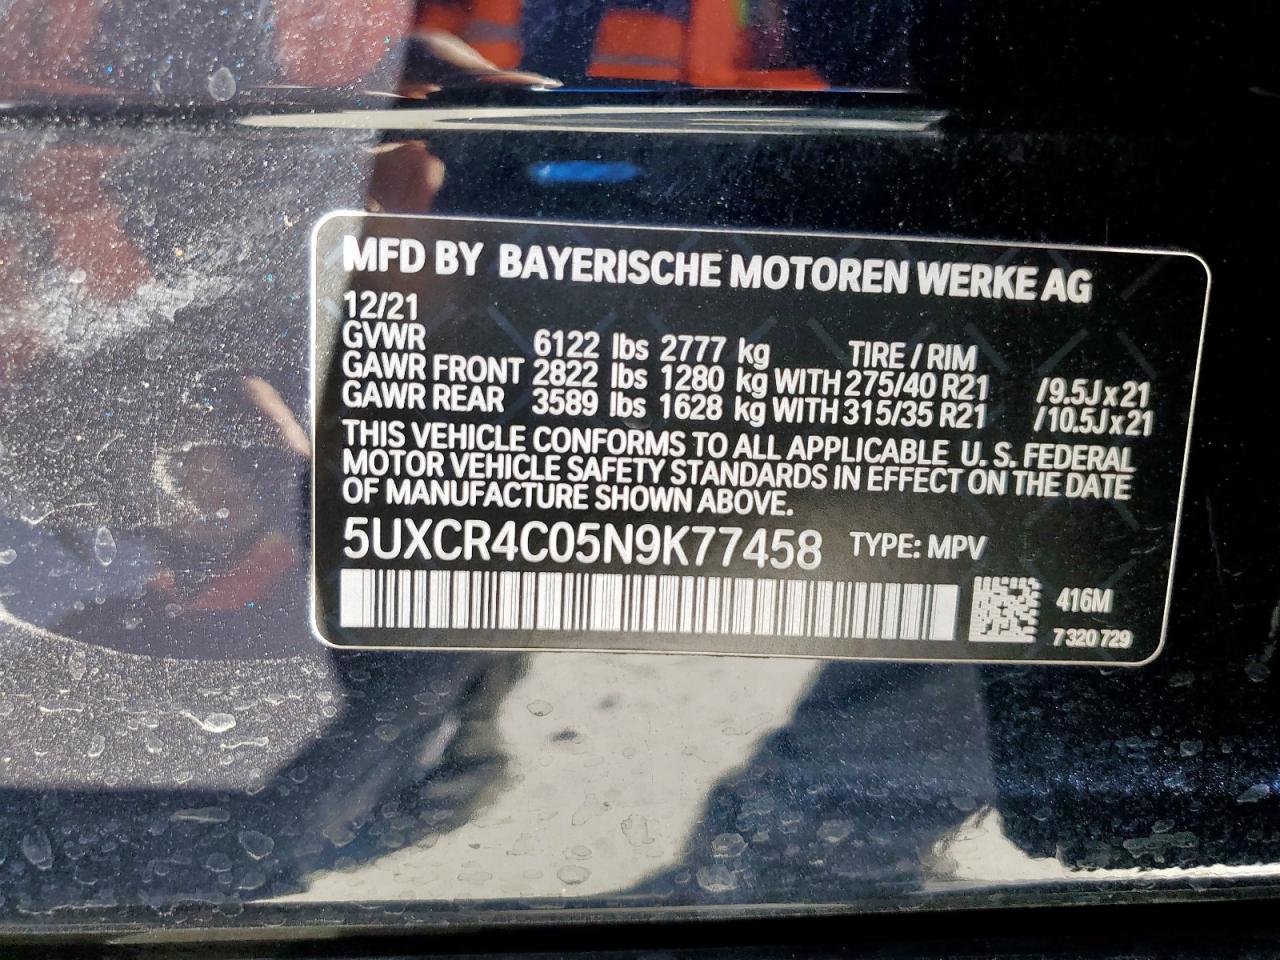 MFD BY BAYERISCHE MOTOREN WERKE AG
12/21
GVWR 6122 lbs 2777 kg TIRE / RIM
GAWR FRONT 2822 lbs 1280 kg WITH 275/40 R21 /9.5J x 21
GAWR REAR 3589 lbs 1628 kg WITH 315/35 R21 /10.5J x 21
THIS VEHICLE CONFORMS TO ALL APPLICABLE U. S. FEDERAL
MOTOR VEHICLE SAFETY STANDARDS IN EFFECT ON THE DATE
OF MANUFACTURE SHOWN ABOVE.
5UXCR4C05N9K77458 TYPE: MPV
416M
7 320 729